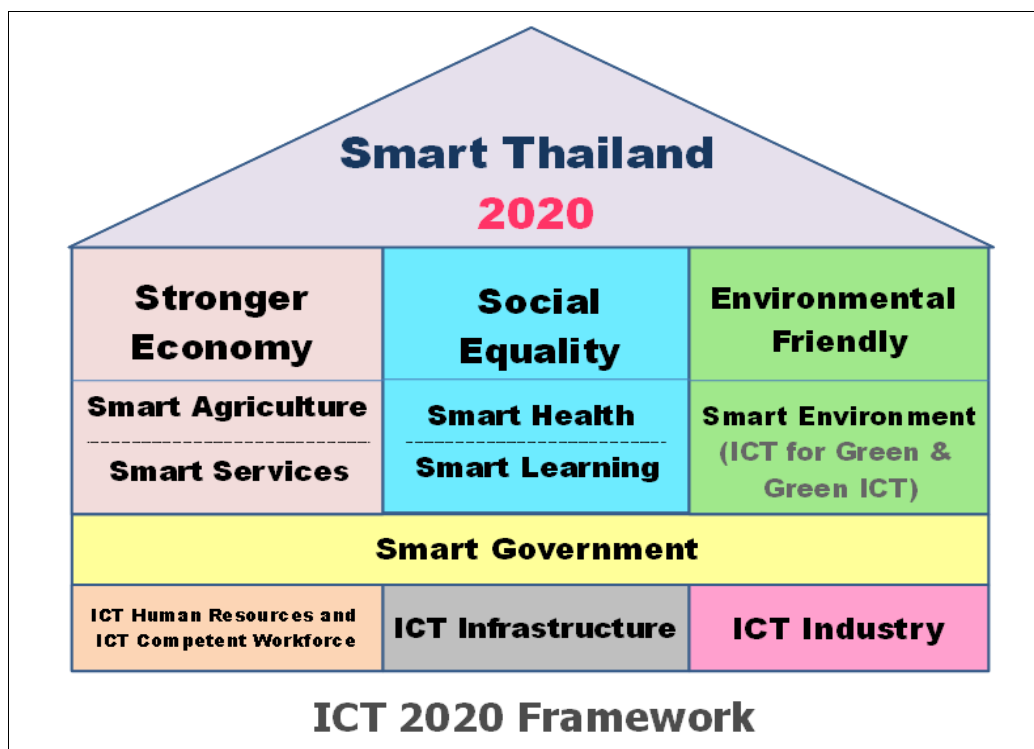 Smart Thailand
2020
Stronger
Economy
Social
Equality
Environmental
Friendly
Smart Agriculture
Smart Services
Smart Health
Smart Learning
Smart Environment
(ICT for Green &
Green ICT)
Smart Government
ICT Human Resources and
ICT Competent Workforce
ICT Infrastructure
ICT Industry
ICT 2020 Framework